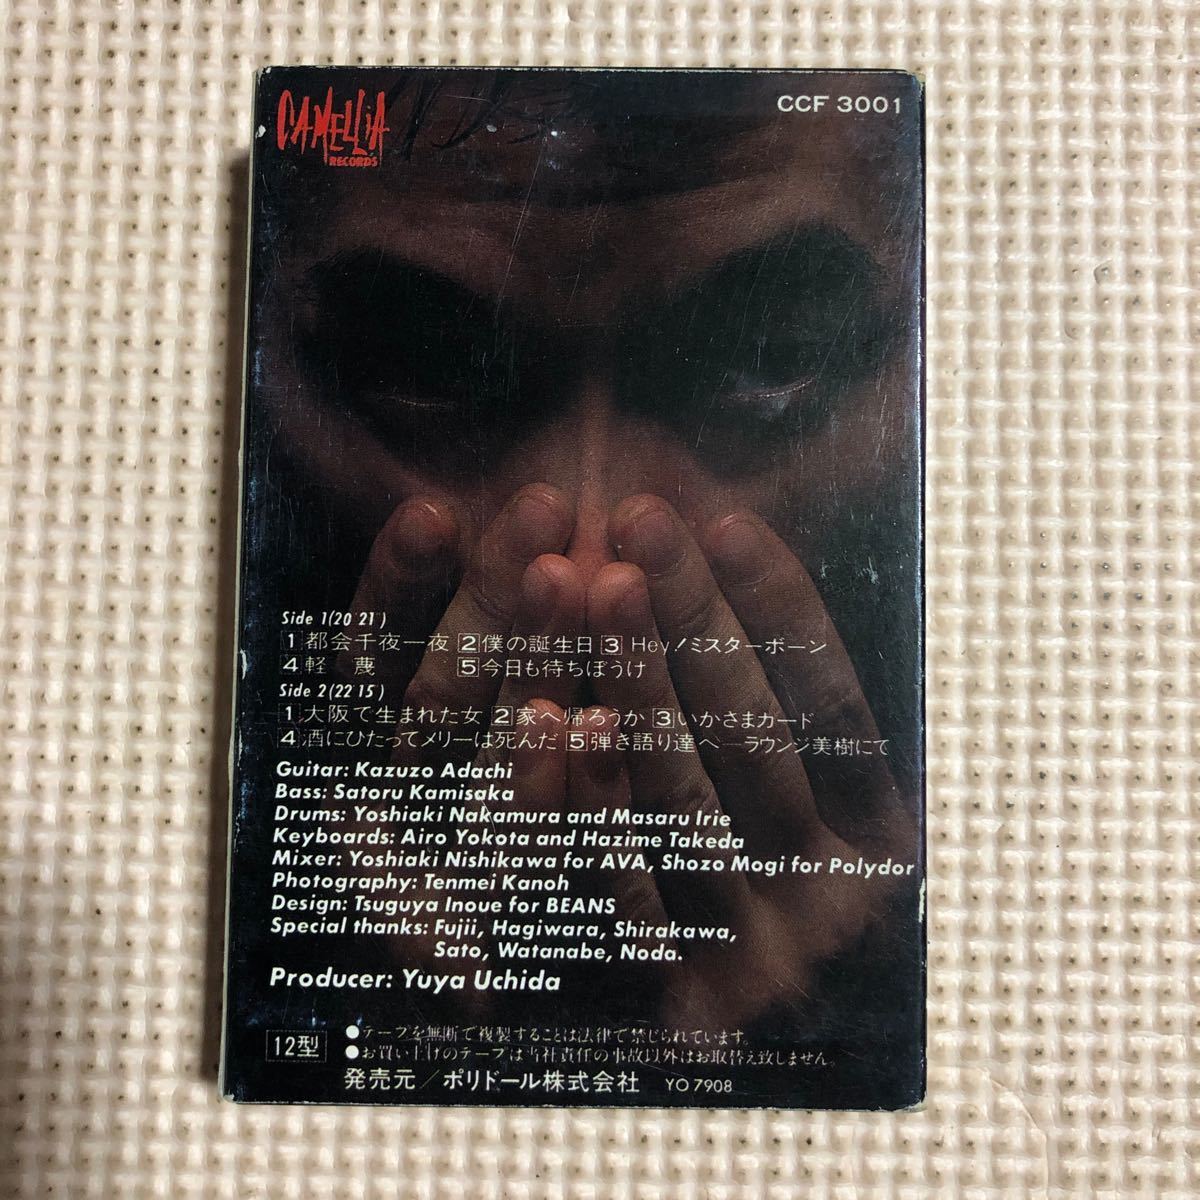 CAMELLiA
RECORDS
CCF 3001
Side 1(20'21')
1 都会千夜一夜 2 僕の誕生日 3 Hey!ミスターボーン
4 軽 蔑 5 今日も待ちぼうけ
Side 2(22'15')
1 大阪で生まれた女 2 家へ帰ろうか 3 いかさまカード
4 酒にひたってメリーは死んだ 5 弾き語り達へ—ラウンジ美樹にて
Guitar: Kazuzo Adachi
Bass: Satoru Kamisaka
Drums: Yoshiaki Nakamura and Masaru Irie
Keyboards: Airo Yokota and Hazime Takeda
Mixer: Yoshiaki Nishikawa for AVA, Shozo Mogi for Polydor
Photography: Tenmei Kanoh
Design: Tsuguya Inoue for BEANS
Special thanks: Fujii, Hagiwara, Shirakawa,
Sato, Watanabe, Noda.
Producer: Yuya Uchida
12型
●テープを無断で複製することは法律で禁じられています。
●お買い上げのテープは当社責任の事故以外はお取替え致しません。
発売元/ポリドール株式会社 YO 7908